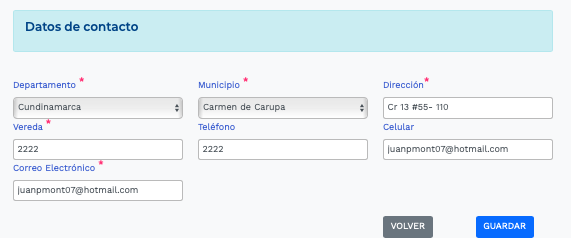 Datos de contacto
Departamento * Municipio * Dirección*
Cundinamarca Carmen de Carupa Cr 13 #55- 110
Vereda * Teléfono Celular
2222 2222 juanpmont07@hotmail.com
Correo Electrónico *
juanpmont07@hotmail.com
VOLVER GUARDAR